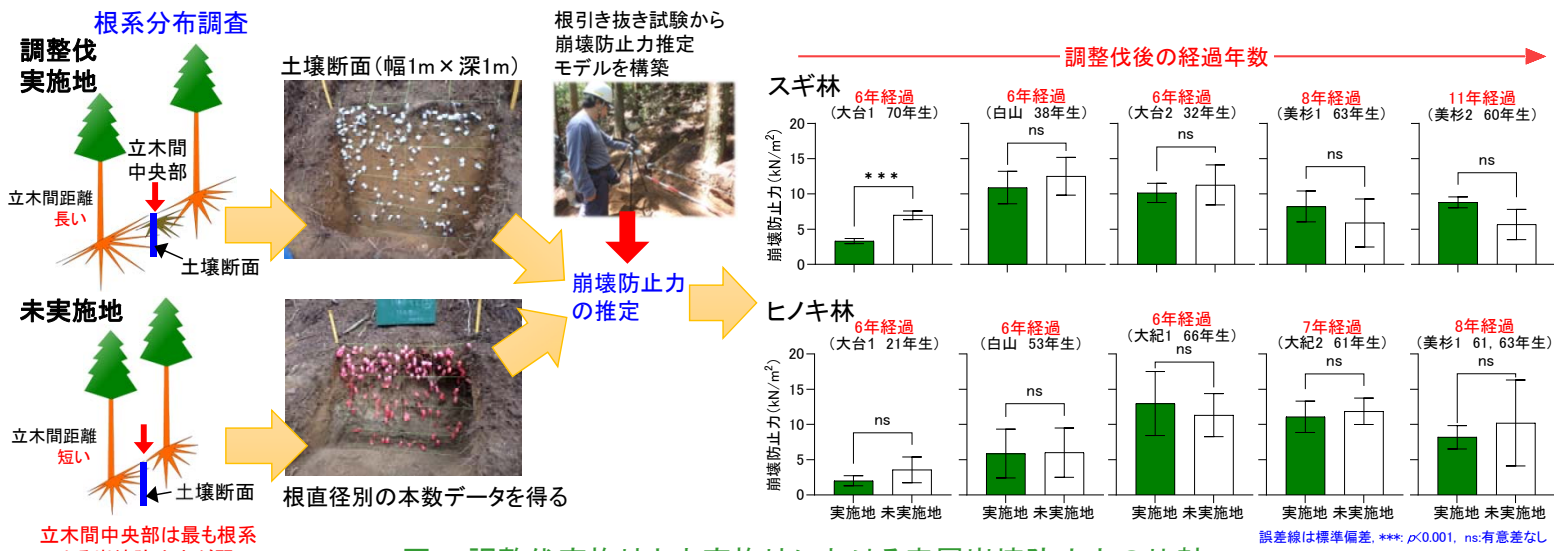 根系分布調査
調整伐
実施地
立木間
中央部
立木間距離
長い
土壌断面
未実施地
立木間距離
短い
土壌断面
立木間中央部は最も根系
土壌断面(幅1m×深1m)
根直径別の本数データを得る
根引き抜き試験から
崩壊防止力推定
モデルを構築
崩壊防止力
の推定
調整伐後の経過年数
スギ林
6年経過
(大台1 70年生)
6年経過
(白山 38年生)
6年経過
(大台2 32年生)
8年経過
(美杉1 63年生)
11年経過
(美杉2 60年生)
崩壊防止力(kN/m²)
20
15
10
5
0
***
ns
ns
ns
ns
ヒノキ林
6年経過
(大台1 21年生)
6年経過
(白山 53年生)
6年経過
(大紀1 66年生)
7年経過
(大紀2 61年生)
8年経過
(美杉1 61, 63年生)
崩壊防止力(kN/m²)
20
15
10
5
0
ns
ns
ns
ns
ns
実施地 未実施地
実施地 未実施地
実施地 未実施地
実施地 未実施地
実施地 未実施地
誤差線は標準偏差, ***: p<0.001, ns:有意差なし